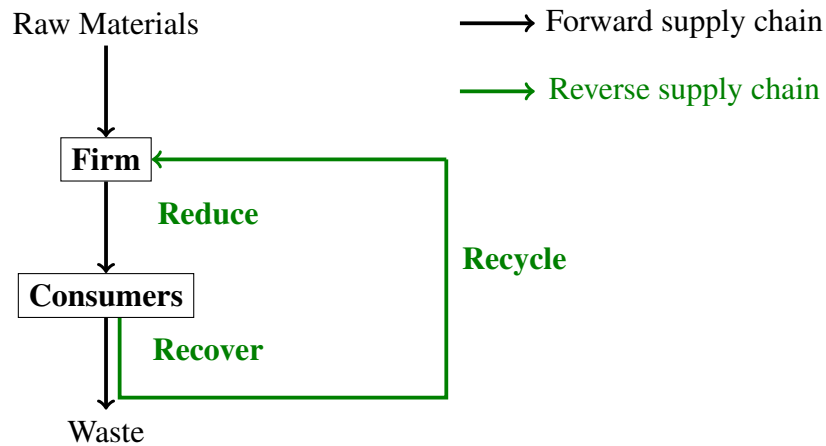 Raw Materials
Forward supply chain
Reverse supply chain
Firm
Reduce
Recycle
Consumers
Recover
Waste